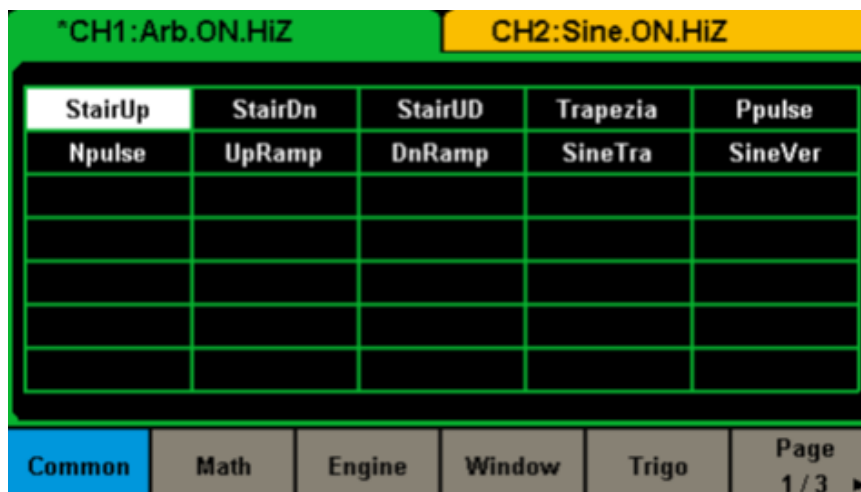 *CH1:Arb.ON.HiZ CH2:Sine.ON.HiZ
StairUp StairDn StairUD Trapezia Ppulse
Npulse UpRamp DnRamp SineTra SineVer
Common Math Engine Window Trigo Page
1/3